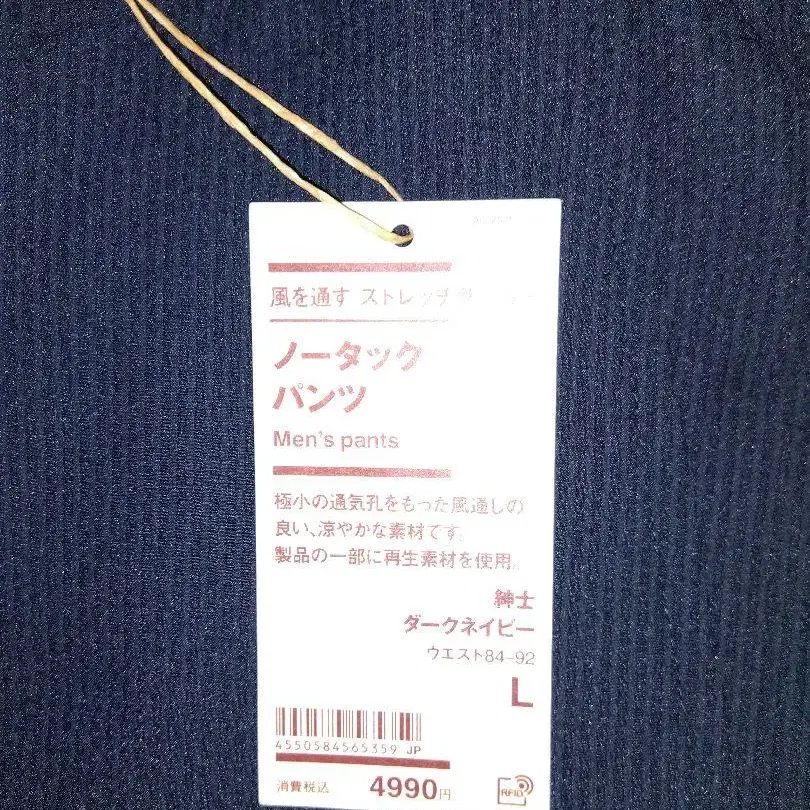 風を通す ストレッチ
ノータック
パンツ
Men's pants
極小の通気孔をもった風通しの
良い、涼やかな素材です。
製品の一部に再生素材を使用。
紳士
ダークネイビー
ウエスト84-92
L
4550584565359 JP
消費税込 4990円
RFID